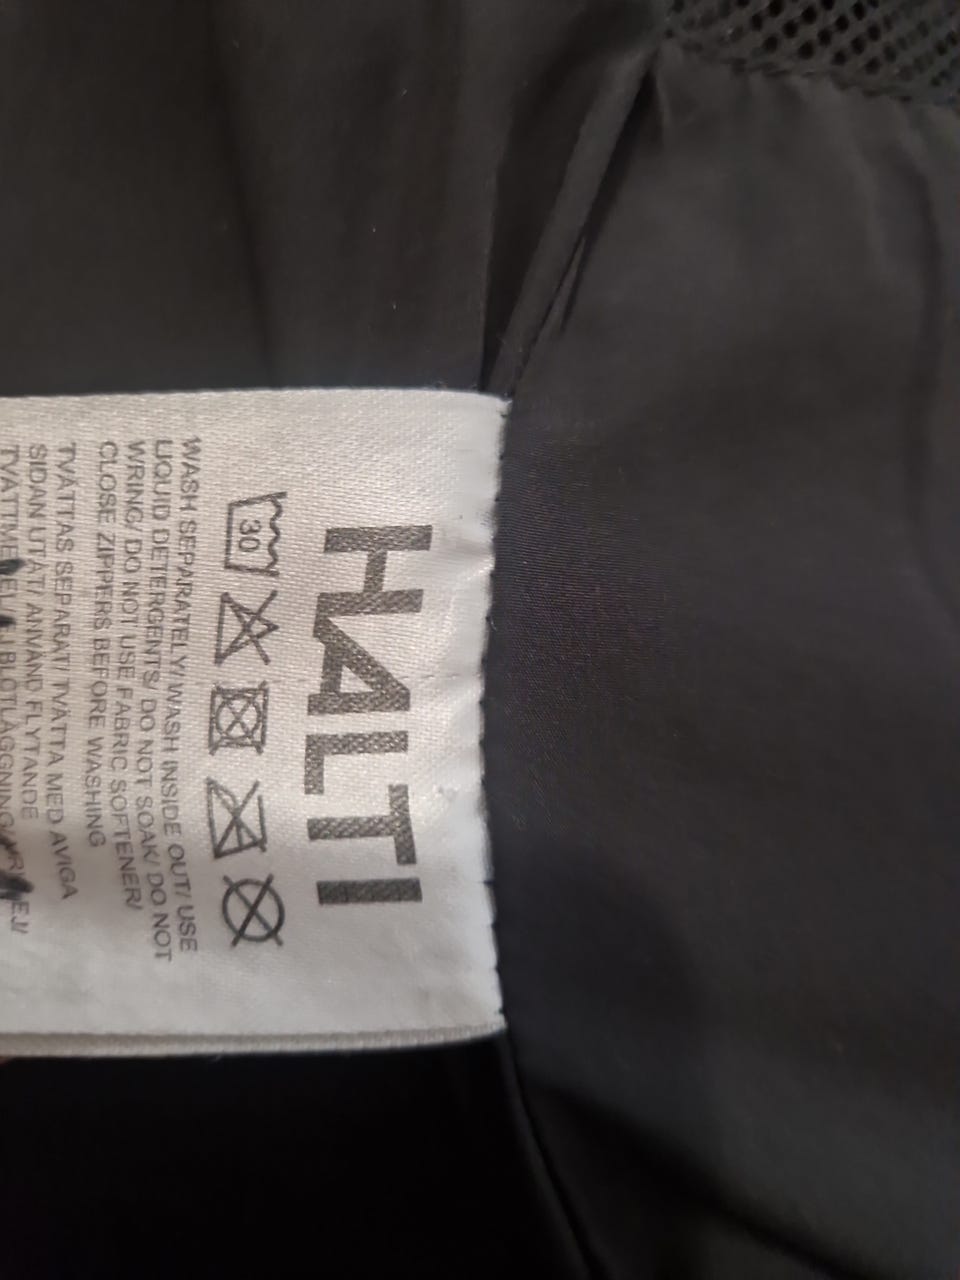 HALTI
30
WASH SEPARATELY/ WASH INSIDE OUT/ USE
LIQUID DETERGENTS/ DO NOT SOAK/ DO NOT
WRING/ DO NOT USE FABRIC SOFTENER/
CLOSE ZIPPERS BEFORE WASHING
TVÄTTAS SEPARAT/ TVÄTTA MED AVIGA
SIDAN UTÅT/ ANVÄND FLYTANDE